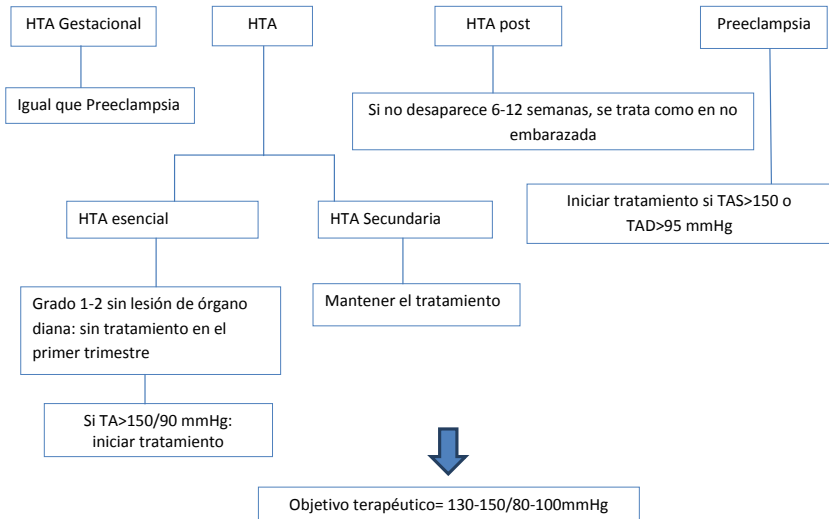 HTA Gestacional
HTA
HTA post
Preeclampsia
Igual que Preeclampsia
Si no desaparece 6-12 semanas, se trata como en no
embarazada
HTA esencial
HTA Secundaria
Iniciar tratamiento si TAS>150 o
TAD>95 mmHg
Grado 1-2 sin lesión de órgano
diana: sin tratamiento en el
primer trimestre
Mantener el tratamiento
Si TA>150/90 mmHg:
iniciar tratamiento
Objetivo terapéutico= 130-150/80-100mmHg